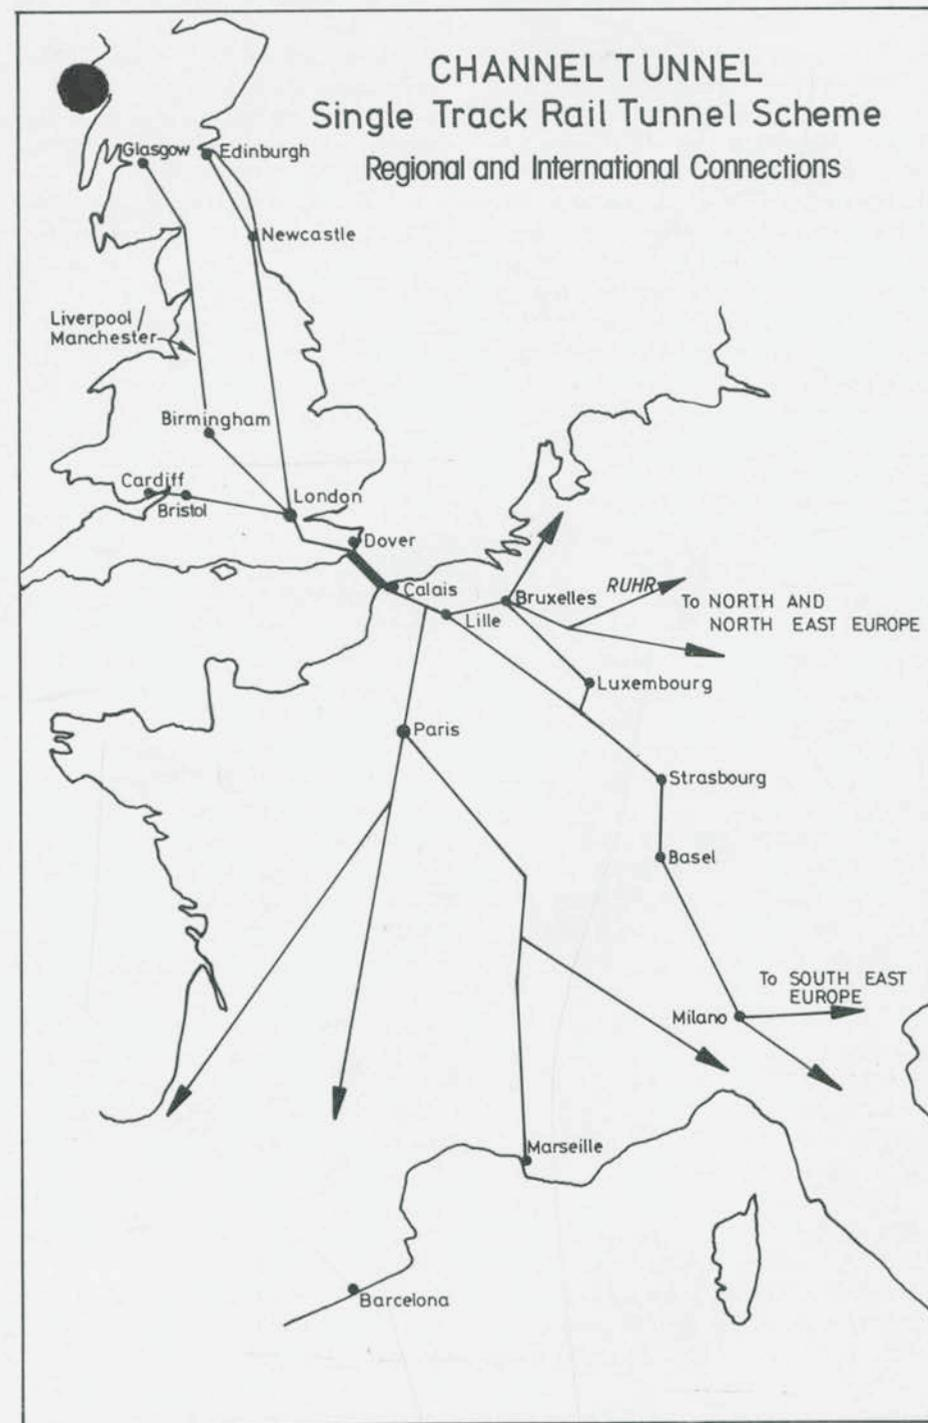 CHANNEL TUNNEL
Single Track Rail Tunnel Scheme
Regional and International Connections
Glasgow
Edinburgh
Newcastle
Liverpool/
Manchester
Birmingham
Cardiff
Bristol
London
Dover
Calais
Lille
Bruxelles
RUHR
To NORTH AND
NORTH EAST EUROPE
Luxembourg
Paris
Strasbourg
Basel
To SOUTH EAST
EUROPE
Milano
Marseille
Barcelona